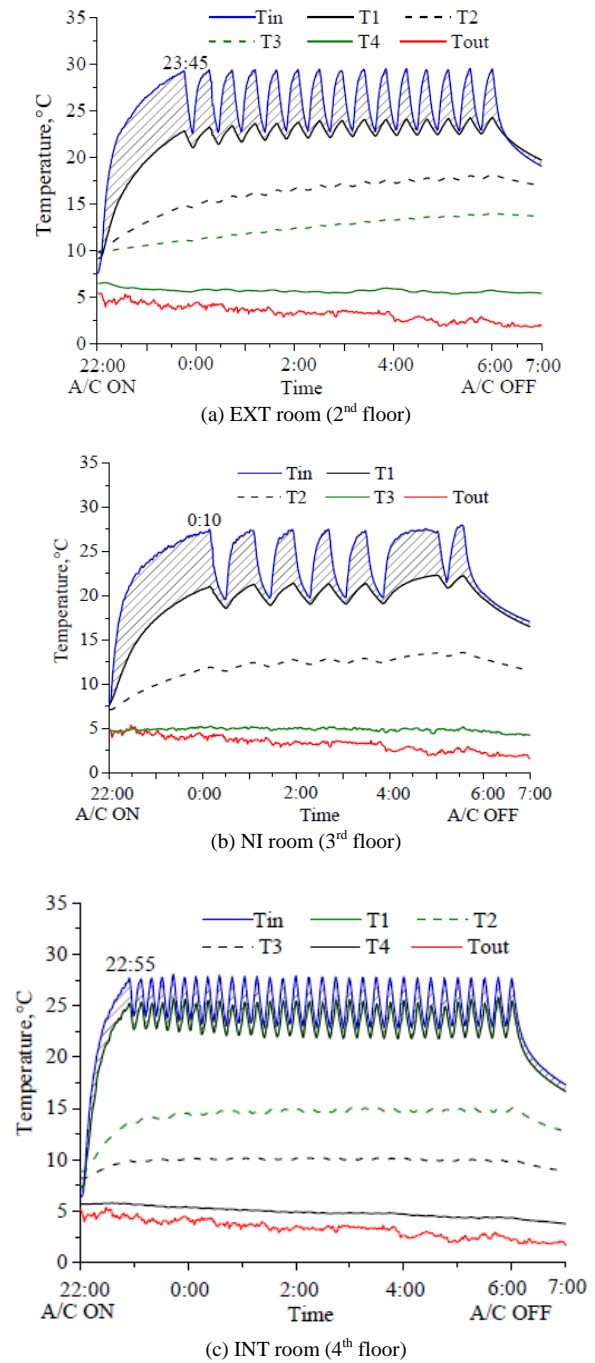 Tin T1 T2
T3 T4 Tout
35
30
25
20
15
10
5
0
Temperature,°C
23:45
22:00 0:00 2:00 4:00 6:00 7:00
A/C ON Time A/C OFF
(a) EXT room (2nd floor)
35
30
25
20
15
10
5
0
Temperature,°C
Tin T1
T2 T3 Tout
0:10
22:00 0:00 2:00 4:00 6:00 7:00
A/C ON Time A/C OFF
(b) NI room (3rd floor)
35
30
25
20
15
10
5
0
Temperature,°C
Tin T1 T2
T3 T4 Tout
22:55
22:00 0:00 2:00 4:00 6:00 7:00
A/C ON Time A/C OFF
(c) INT room (4th floor)